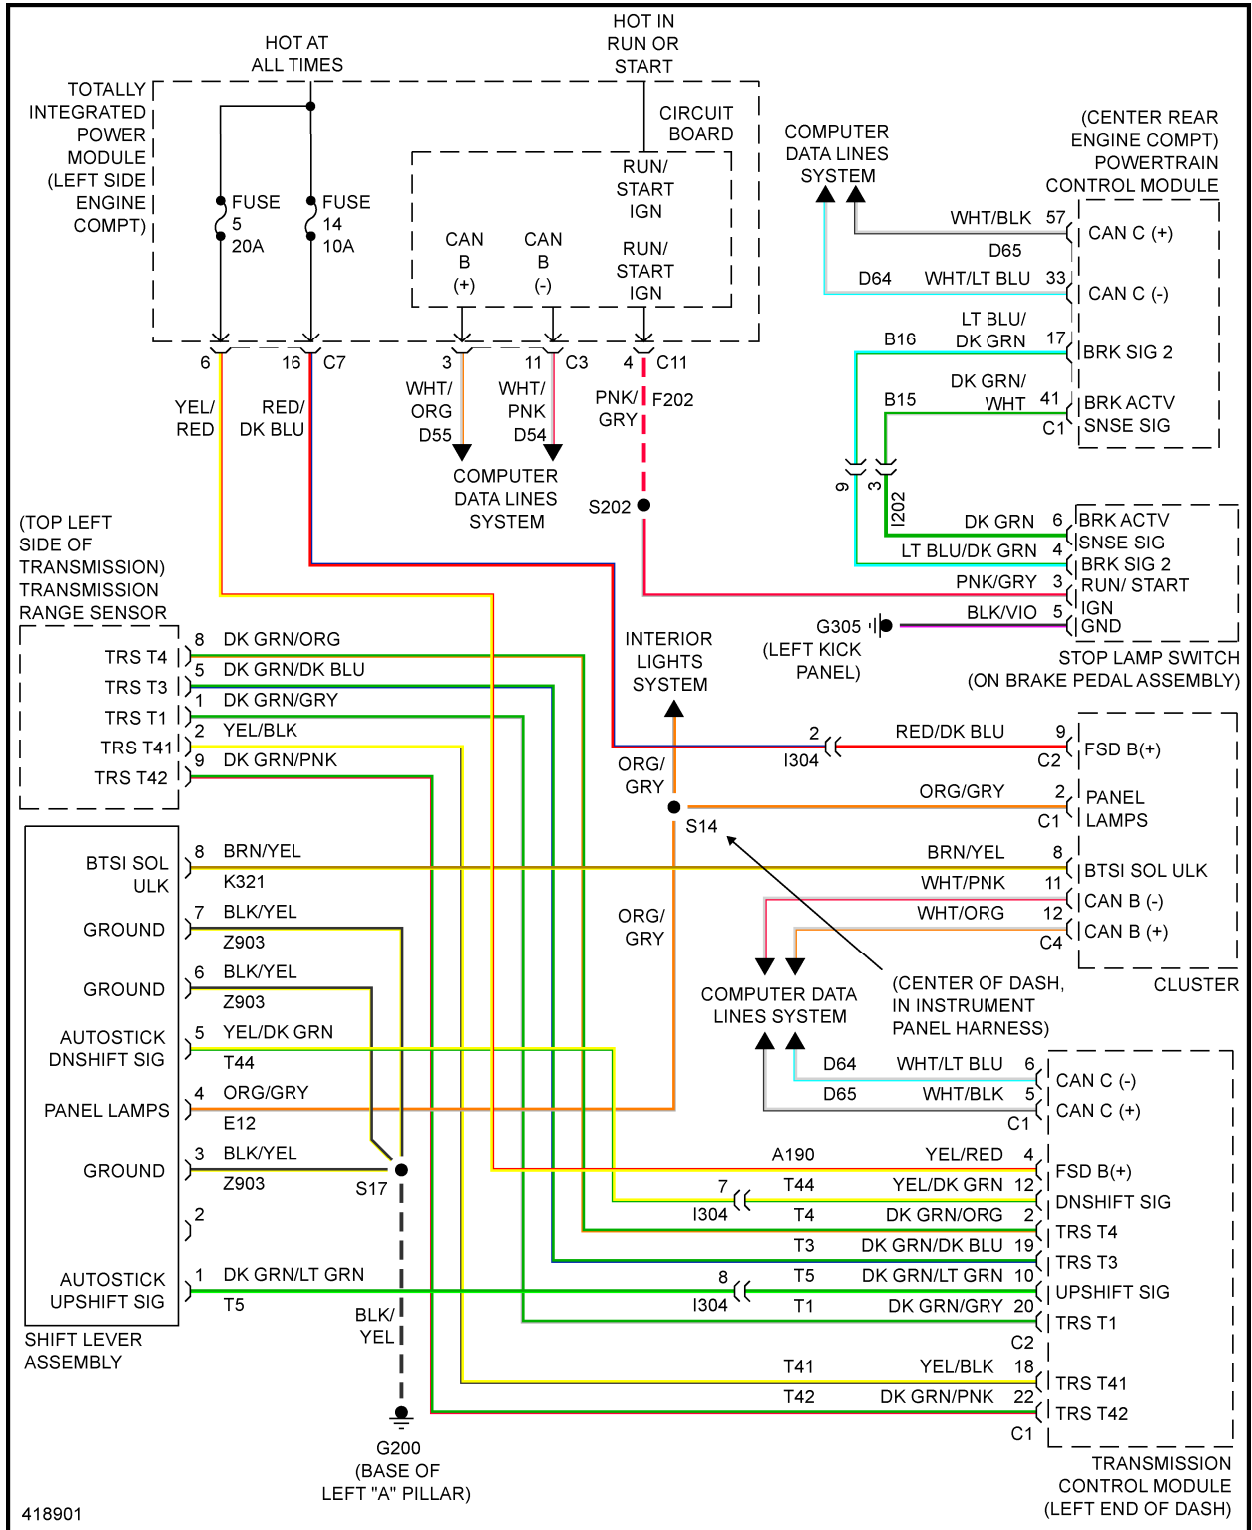 HOT AT
ALL TIMES
HOT IN
RUN OR
START
TOTALLY
INTEGRATED
POWER
MODULE
(LEFT SIDE
ENGINE
COMPT)
FUSE
5
20A
FUSE
14
10A
CIRCUIT
BOARD
RUN/
START
IGN
CAN
B
(+)
CAN
B
(-)
RUN/
START
IGN
6
16
C7
3
11
C3
4
C11
YEL/
RED
RED/
DK BLU
WHT/
ORG
D55
WHT/
PNK
D54
PNK/
GRY
F202
COMPUTER
DATA LINES
SYSTEM
S202
COMPUTER
DATA LINES
SYSTEM
(CENTER REAR
ENGINE COMPT)
POWERTRAIN
CONTROL MODULE
WHT/BLK 57
CAN C (+)
D65
D64 WHT/LT BLU 33
CAN C (-)
B16
LT BLU/
DK GRN 17
BRK SIG 2
B15
DK GRN/
WHT 41
C1
BRK ACTV
SNSE SIG
9
3
I202
DK GRN 6
BRK ACTV
SNSE SIG
LT BLU/DK GRN 4
BRK SIG 2
PNK/GRY 3
RUN/ START
IGN
BLK/VIO 5
GND
G305
(LEFT KICK
PANEL)
STOP LAMP SWITCH
(ON BRAKE PEDAL ASSEMBLY)
(TOP LEFT
SIDE OF
TRANSMISSION)
TRANSMISSION
RANGE SENSOR
TRS T4
8 DK GRN/ORG
TRS T3
5 DK GRN/DK BLU
TRS T1
1 DK GRN/GRY
TRS T41
2 YEL/BLK
TRS T42
9 DK GRN/PNK
INTERIOR
LIGHTS
SYSTEM
ORG/
GRY
S14
2
I304
RED/DK BLU 9
C2
FSD B(+)
ORG/GRY 2
C1
PANEL
LAMPS
BRN/YEL 8
BTSI SOL ULK
WHT/PNK 11
CAN B (-)
WHT/ORG 12
C4
CAN B (+)
CLUSTER
ORG/
GRY
COMPUTER DATA
LINES SYSTEM
(CENTER OF DASH,
IN INSTRUMENT
PANEL HARNESS)
BTSI SOL
ULK
8 BRN/YEL
K321
GROUND
7 BLK/YEL
Z903
GROUND
6 BLK/YEL
Z903
AUTOSTICK
DNSHIFT SIG
5 YEL/DK GRN
T44
PANEL LAMPS
4 ORG/GRY
E12
GROUND
3 BLK/YEL
Z903
2
AUTOSTICK
UPSHIFT SIG
1 DK GRN/LT GRN
T5
SHIFT LEVER
ASSEMBLY
S17
BLK/
YEL
G200
(BASE OF
LEFT "A" PILLAR)
D64 WHT/LT BLU 6
CAN C (-)
D65 WHT/BLK 5
C1
CAN C (+)
A190 YEL/RED 4
FSD B(+)
7
I304
T44 YEL/DK GRN 12
DNSHIFT SIG
T4 DK GRN/ORG 2
TRS T4
T3 DK GRN/DK BLU 19
TRS T3
8
I304
T5 DK GRN/LT GRN 10
UPSHIFT SIG
T1 DK GRN/GRY 20
TRS T1
C2
T41 YEL/BLK 18
TRS T41
T42 DK GRN/PNK 22
TRS T42
C1
TRANSMISSION
CONTROL MODULE
(LEFT END OF DASH)
418901